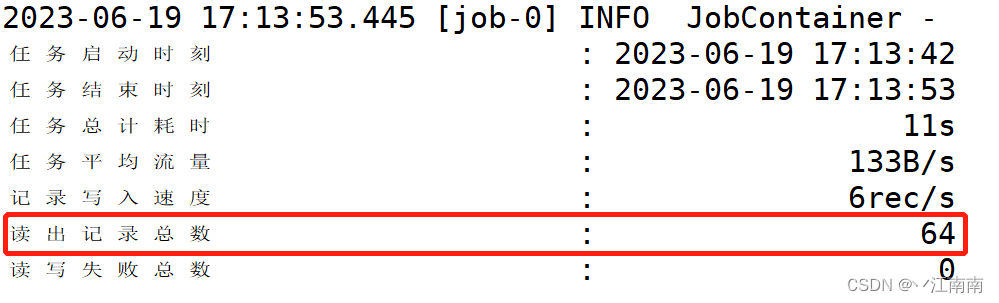 2023-06-19 17:13:53.445 [job-0] INFO  JobContainer -
任务启动时刻 : 2023-06-19 17:13:42
任务结束时刻 : 2023-06-19 17:13:53
任务总计耗时 : 11s
任务平均流量 : 133B/s
记录写入速度 : 6rec/s
读出记录总数 : 64
读写失败总数 : 0
CSDN @丷江南南